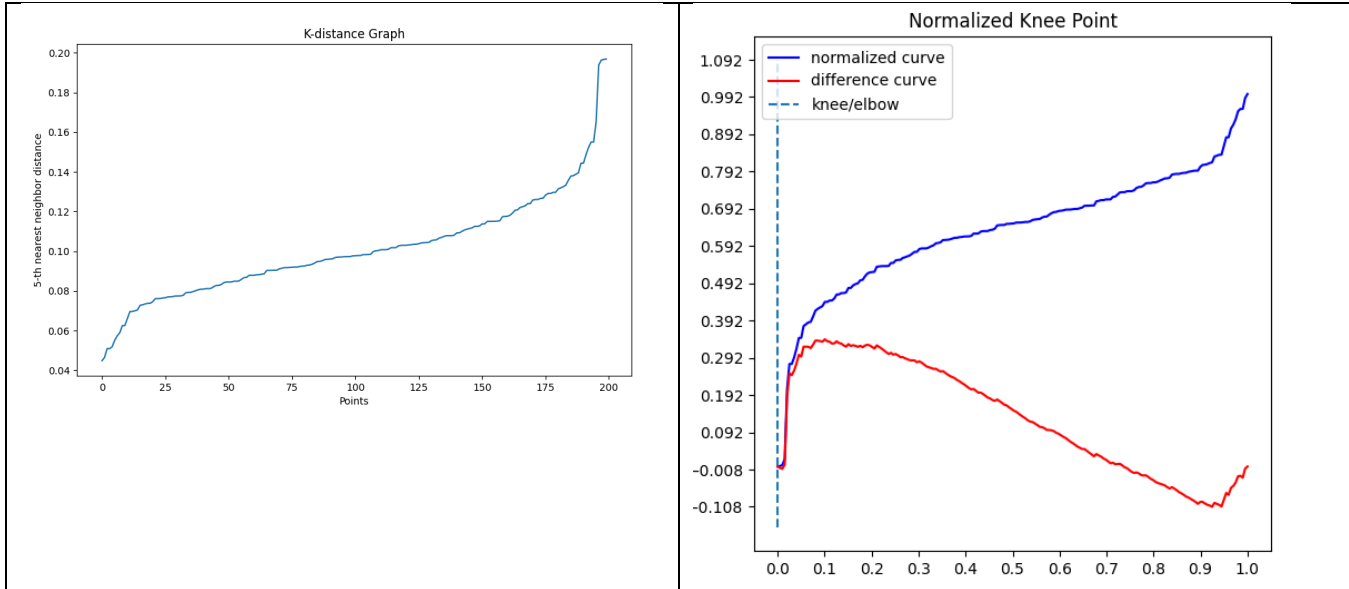 K-distance Graph
0.20
0.18
0.16
0.14
0.12
0.10
0.08
0.06
0.04
5-th nearest neighbor distance
0 25 50 75 100 125 150 175 200
Points
Normalized Knee Point
normalized curve
difference curve
knee/elbow
1.092
0.992
0.892
0.792
0.692
0.592
0.492
0.392
0.292
0.192
0.092
-0.008
-0.108
0.0 0.1 0.2 0.3 0.4 0.5 0.6 0.7 0.8 0.9 1.0